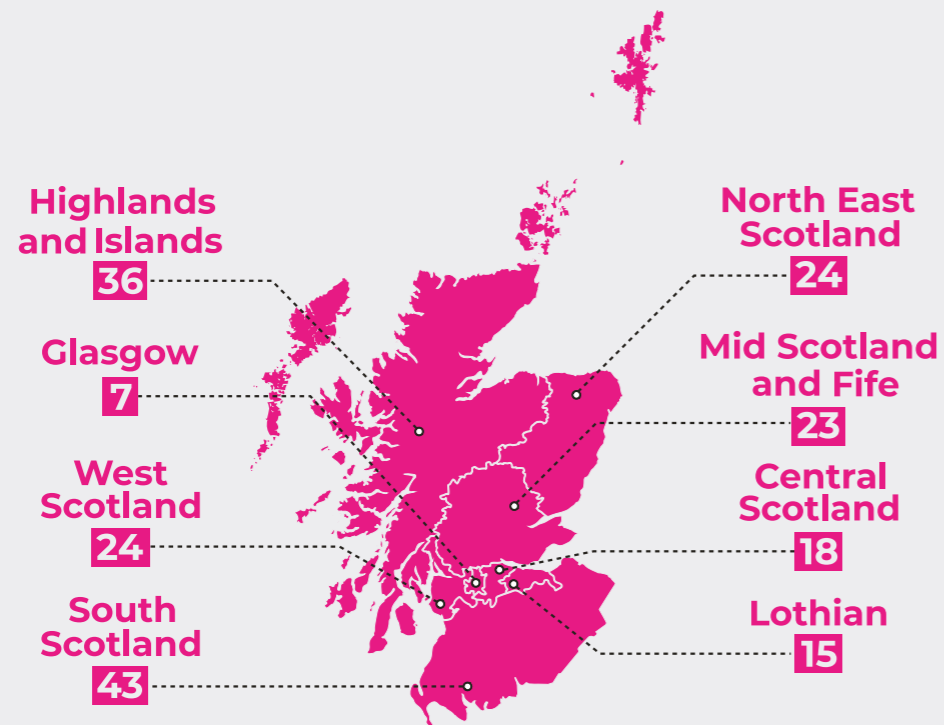 Highlands
and Islands
36
Glasgow
7
West
Scotland
24
South
Scotland
43
North East
Scotland
24
Mid Scotland
and Fife
23
Central
Scotland
18
Lothian
15